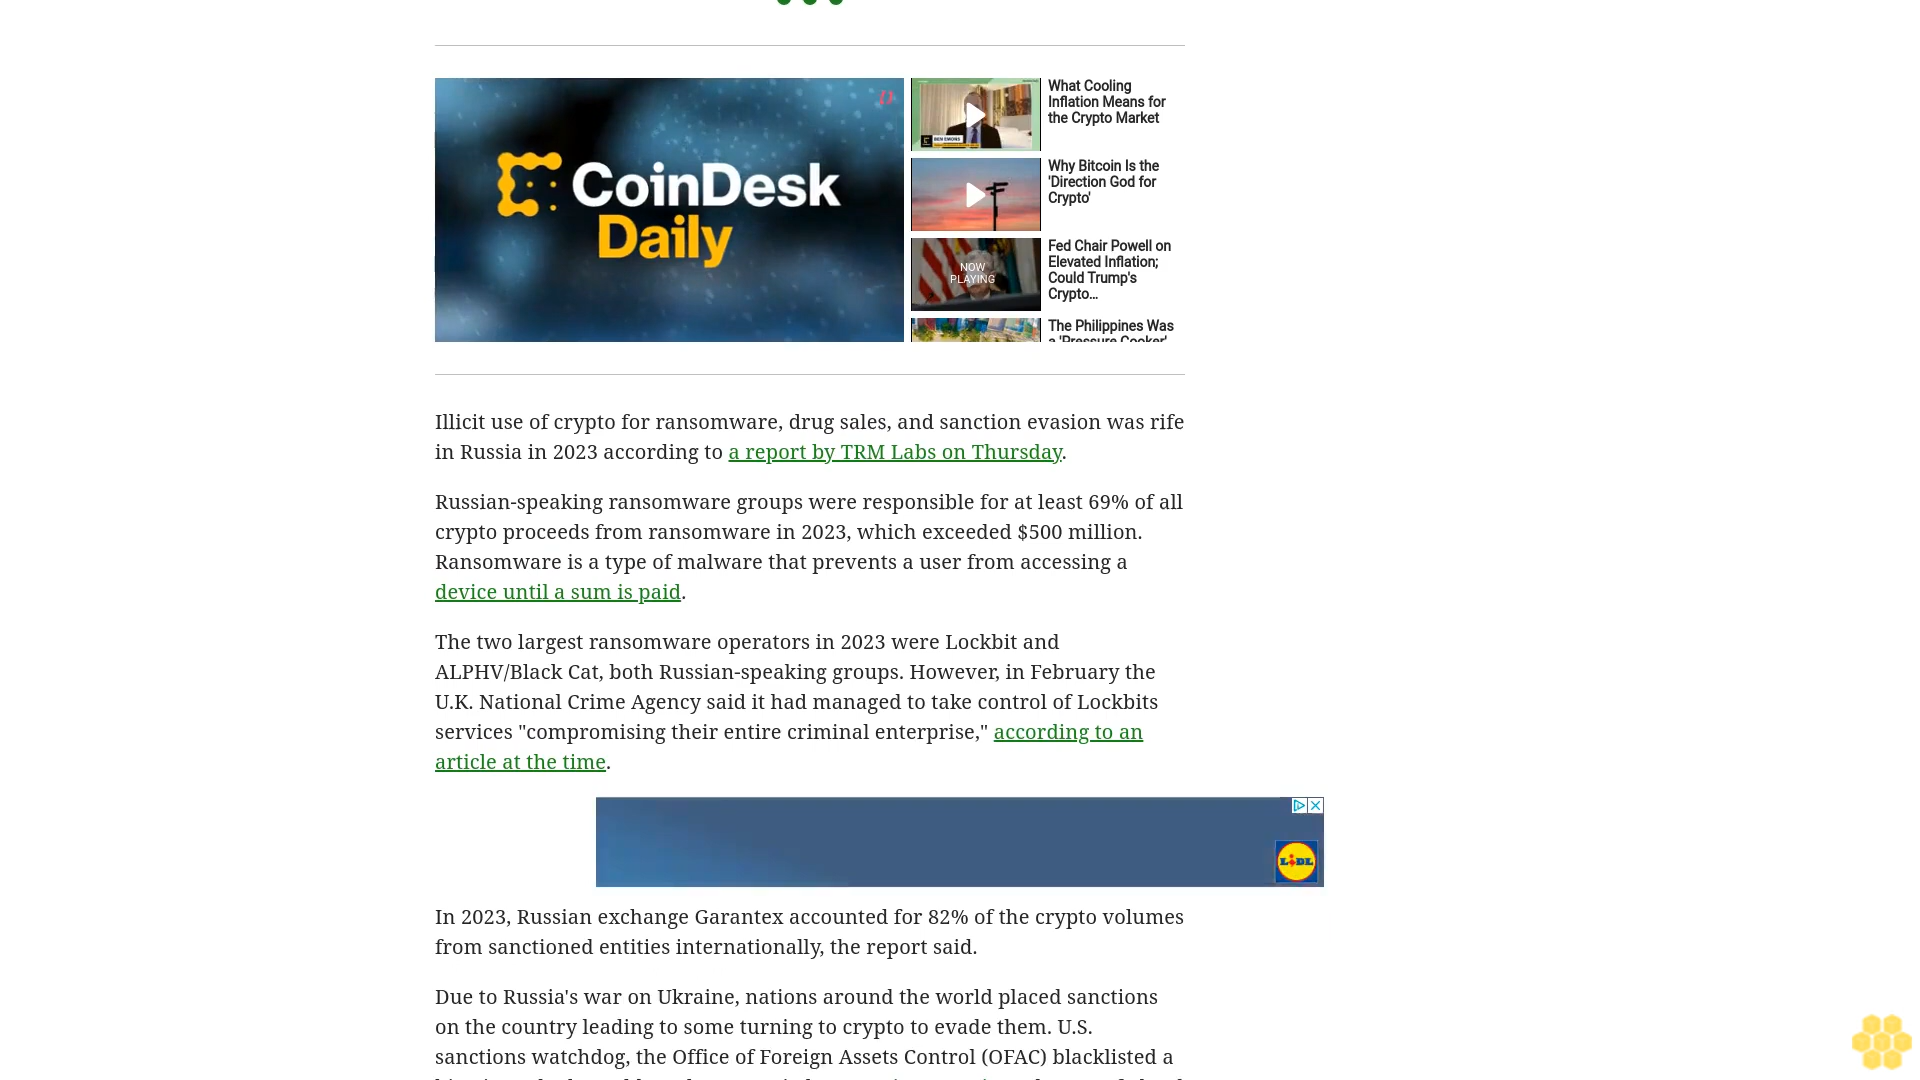 CoinDesk
Daily
What Cooling
Inflation Means for
the Crypto Market
BEN EMONS
Why Bitcoin Is the
'Direction God for
Crypto'
NOW
PLAYING
Fed Chair Powell on
Elevated Inflation;
Could Trump's
Crypto...
The Philippines Was
a 'Pressure Cooker'
Illicit use of crypto for ransomware, drug sales, and sanction evasion was rife
in Russia in 2023 according to a report by TRM Labs on Thursday.
Russian-speaking ransomware groups were responsible for at least 69% of all
crypto proceeds from ransomware in 2023, which exceeded $500 million.
Ransomware is a type of malware that prevents a user from accessing a
device until a sum is paid.
The two largest ransomware operators in 2023 were Lockbit and
ALPHV/Black Cat, both Russian-speaking groups. However, in February the
U.K. National Crime Agency said it had managed to take control of Lockbits
services "compromising their entire criminal enterprise," according to an
article at the time.
LIDL
In 2023, Russian exchange Garantex accounted for 82% of the crypto volumes
from sanctioned entities internationally, the report said.
Due to Russia's war on Ukraine, nations around the world placed sanctions
on the country leading to some turning to crypto to evade them. U.S.
sanctions watchdog, the Office of Foreign Assets Control (OFAC) blacklisted a